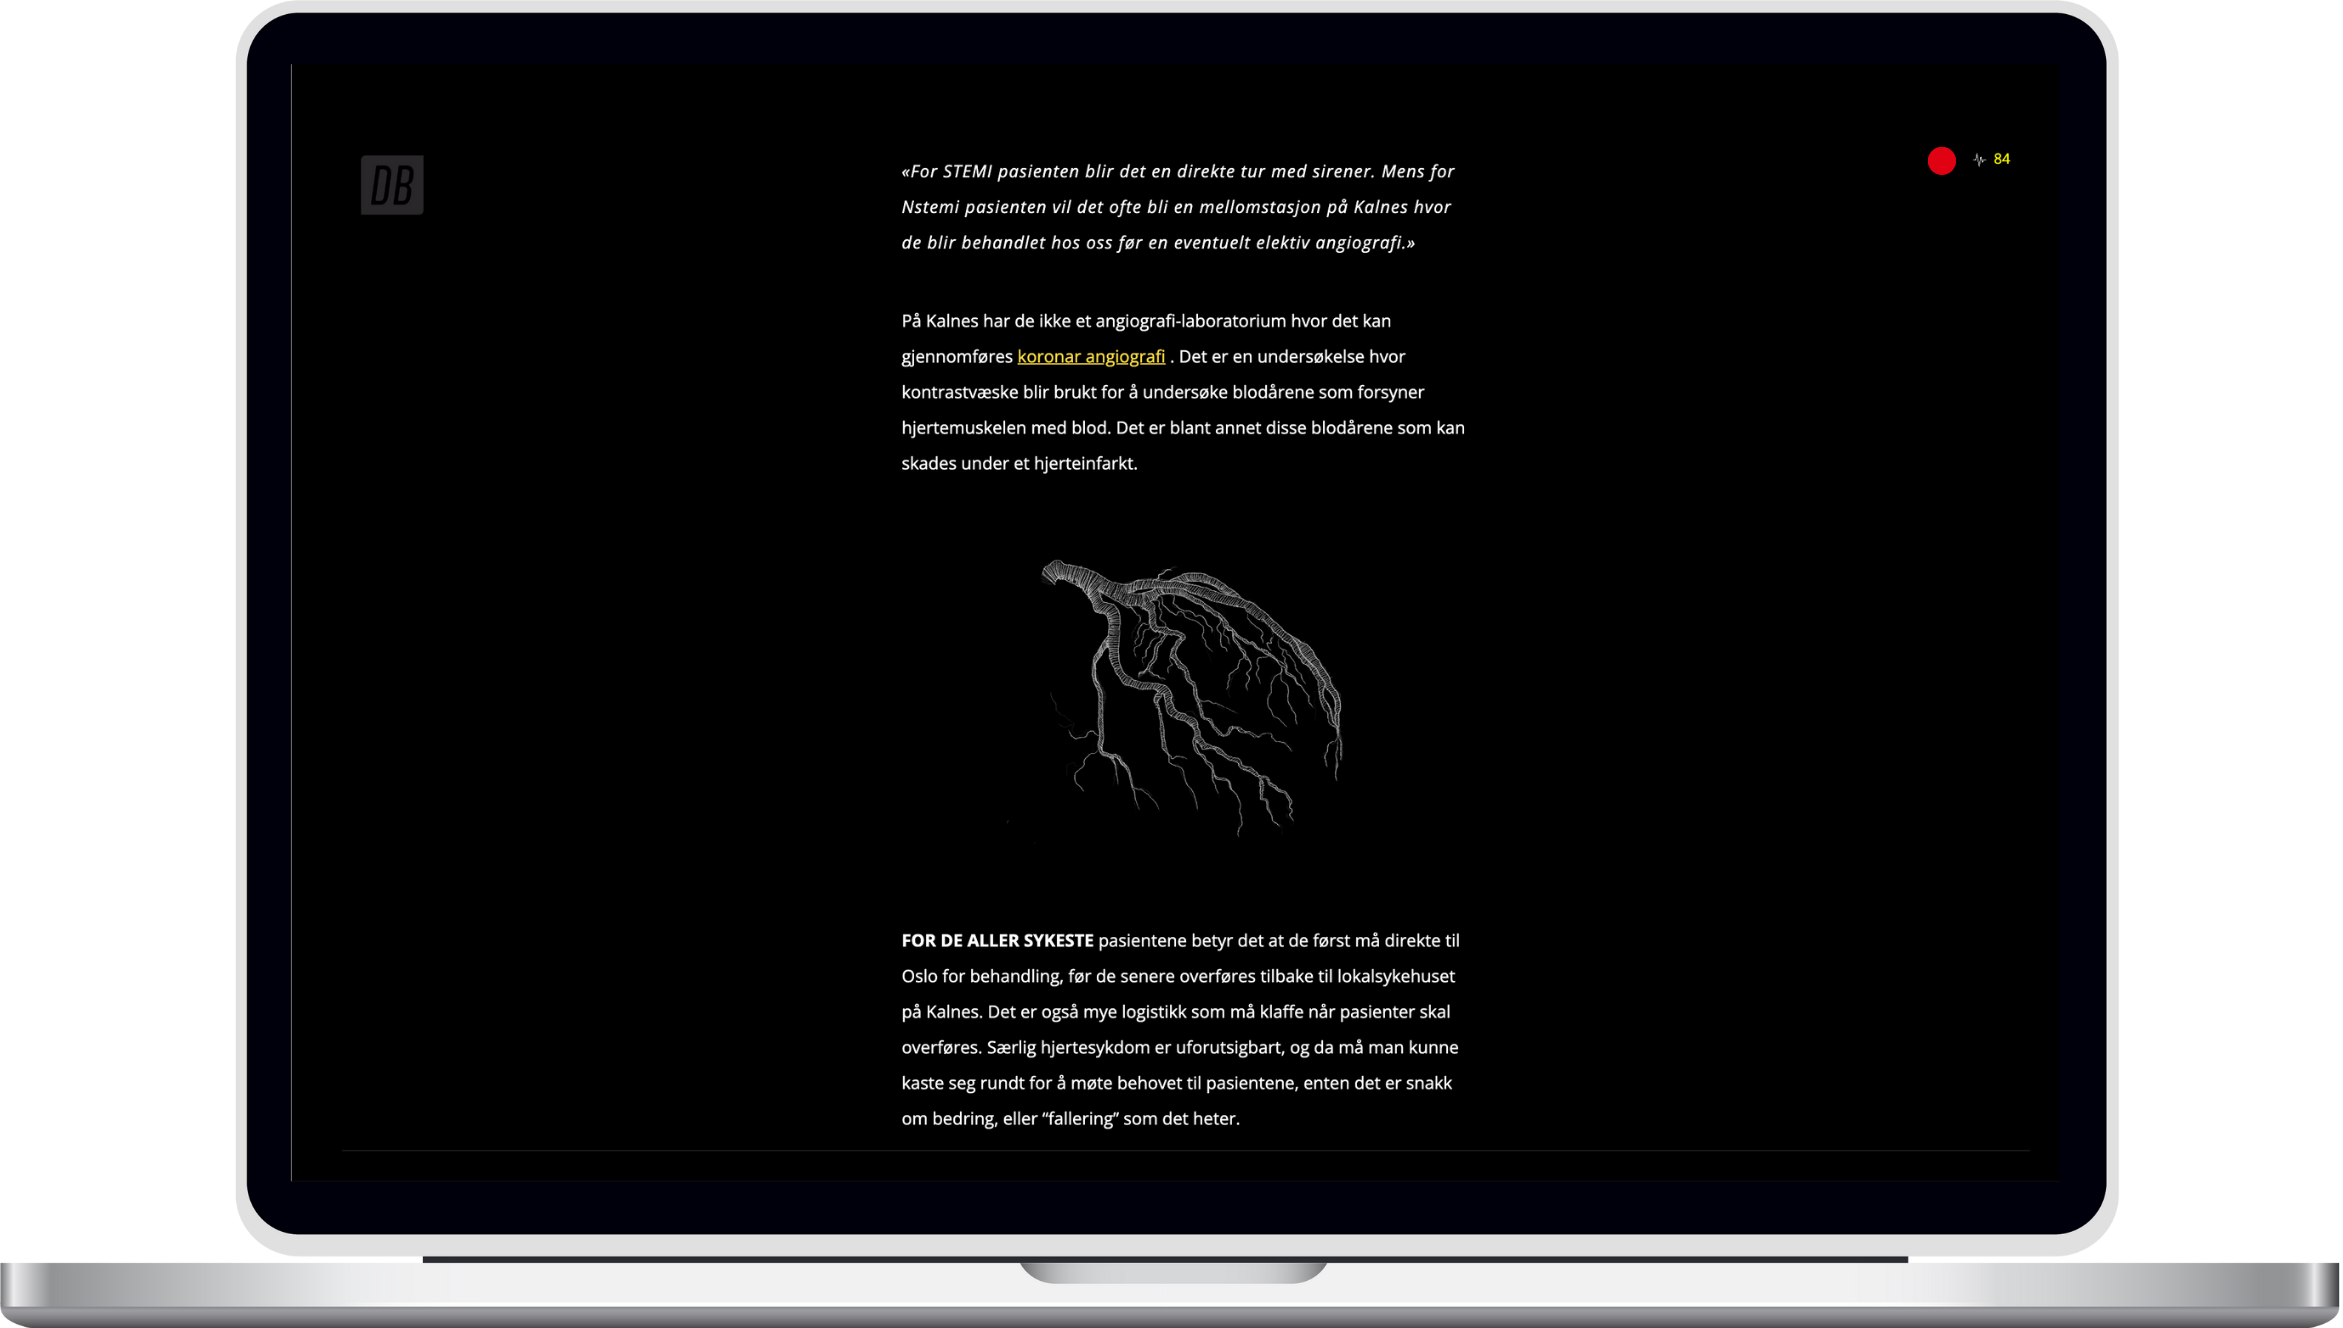 DB
84
«For STEMI pasienten blir det en direkte tur med sirener. Mens for
Nstemi pasienten vil det ofte bli en mellomstasjon på Kalnes hvor
de blir behandlet hos oss før en eventuelt elektiv angiografi.»
På Kalnes har de ikke et angiografi-laboratorium hvor det kan
gjennomføres koronar angiografi . Det er en undersøkelse hvor
kontrastvæske blir brukt for å undersøke blodårene som forsyner
hjertemuskelen med blod. Det er blant annet disse blodårene som kan
skades under et hjerteinfarkt.
FOR DE ALLER SYKESTE pasientene betyr det at de først må direkte til
Oslo for behandling, før de senere overføres tilbake til lokalsykehuset
på Kalnes. Det er også mye logistikk som må klaffe når pasienter skal
overføres. Særlig hjertesykdom er uforutsigbart, og da må man kunne
kaste seg rundt for å møte behovet til pasientene, enten det er snakk
om bedring, eller “fallering” som det heter.